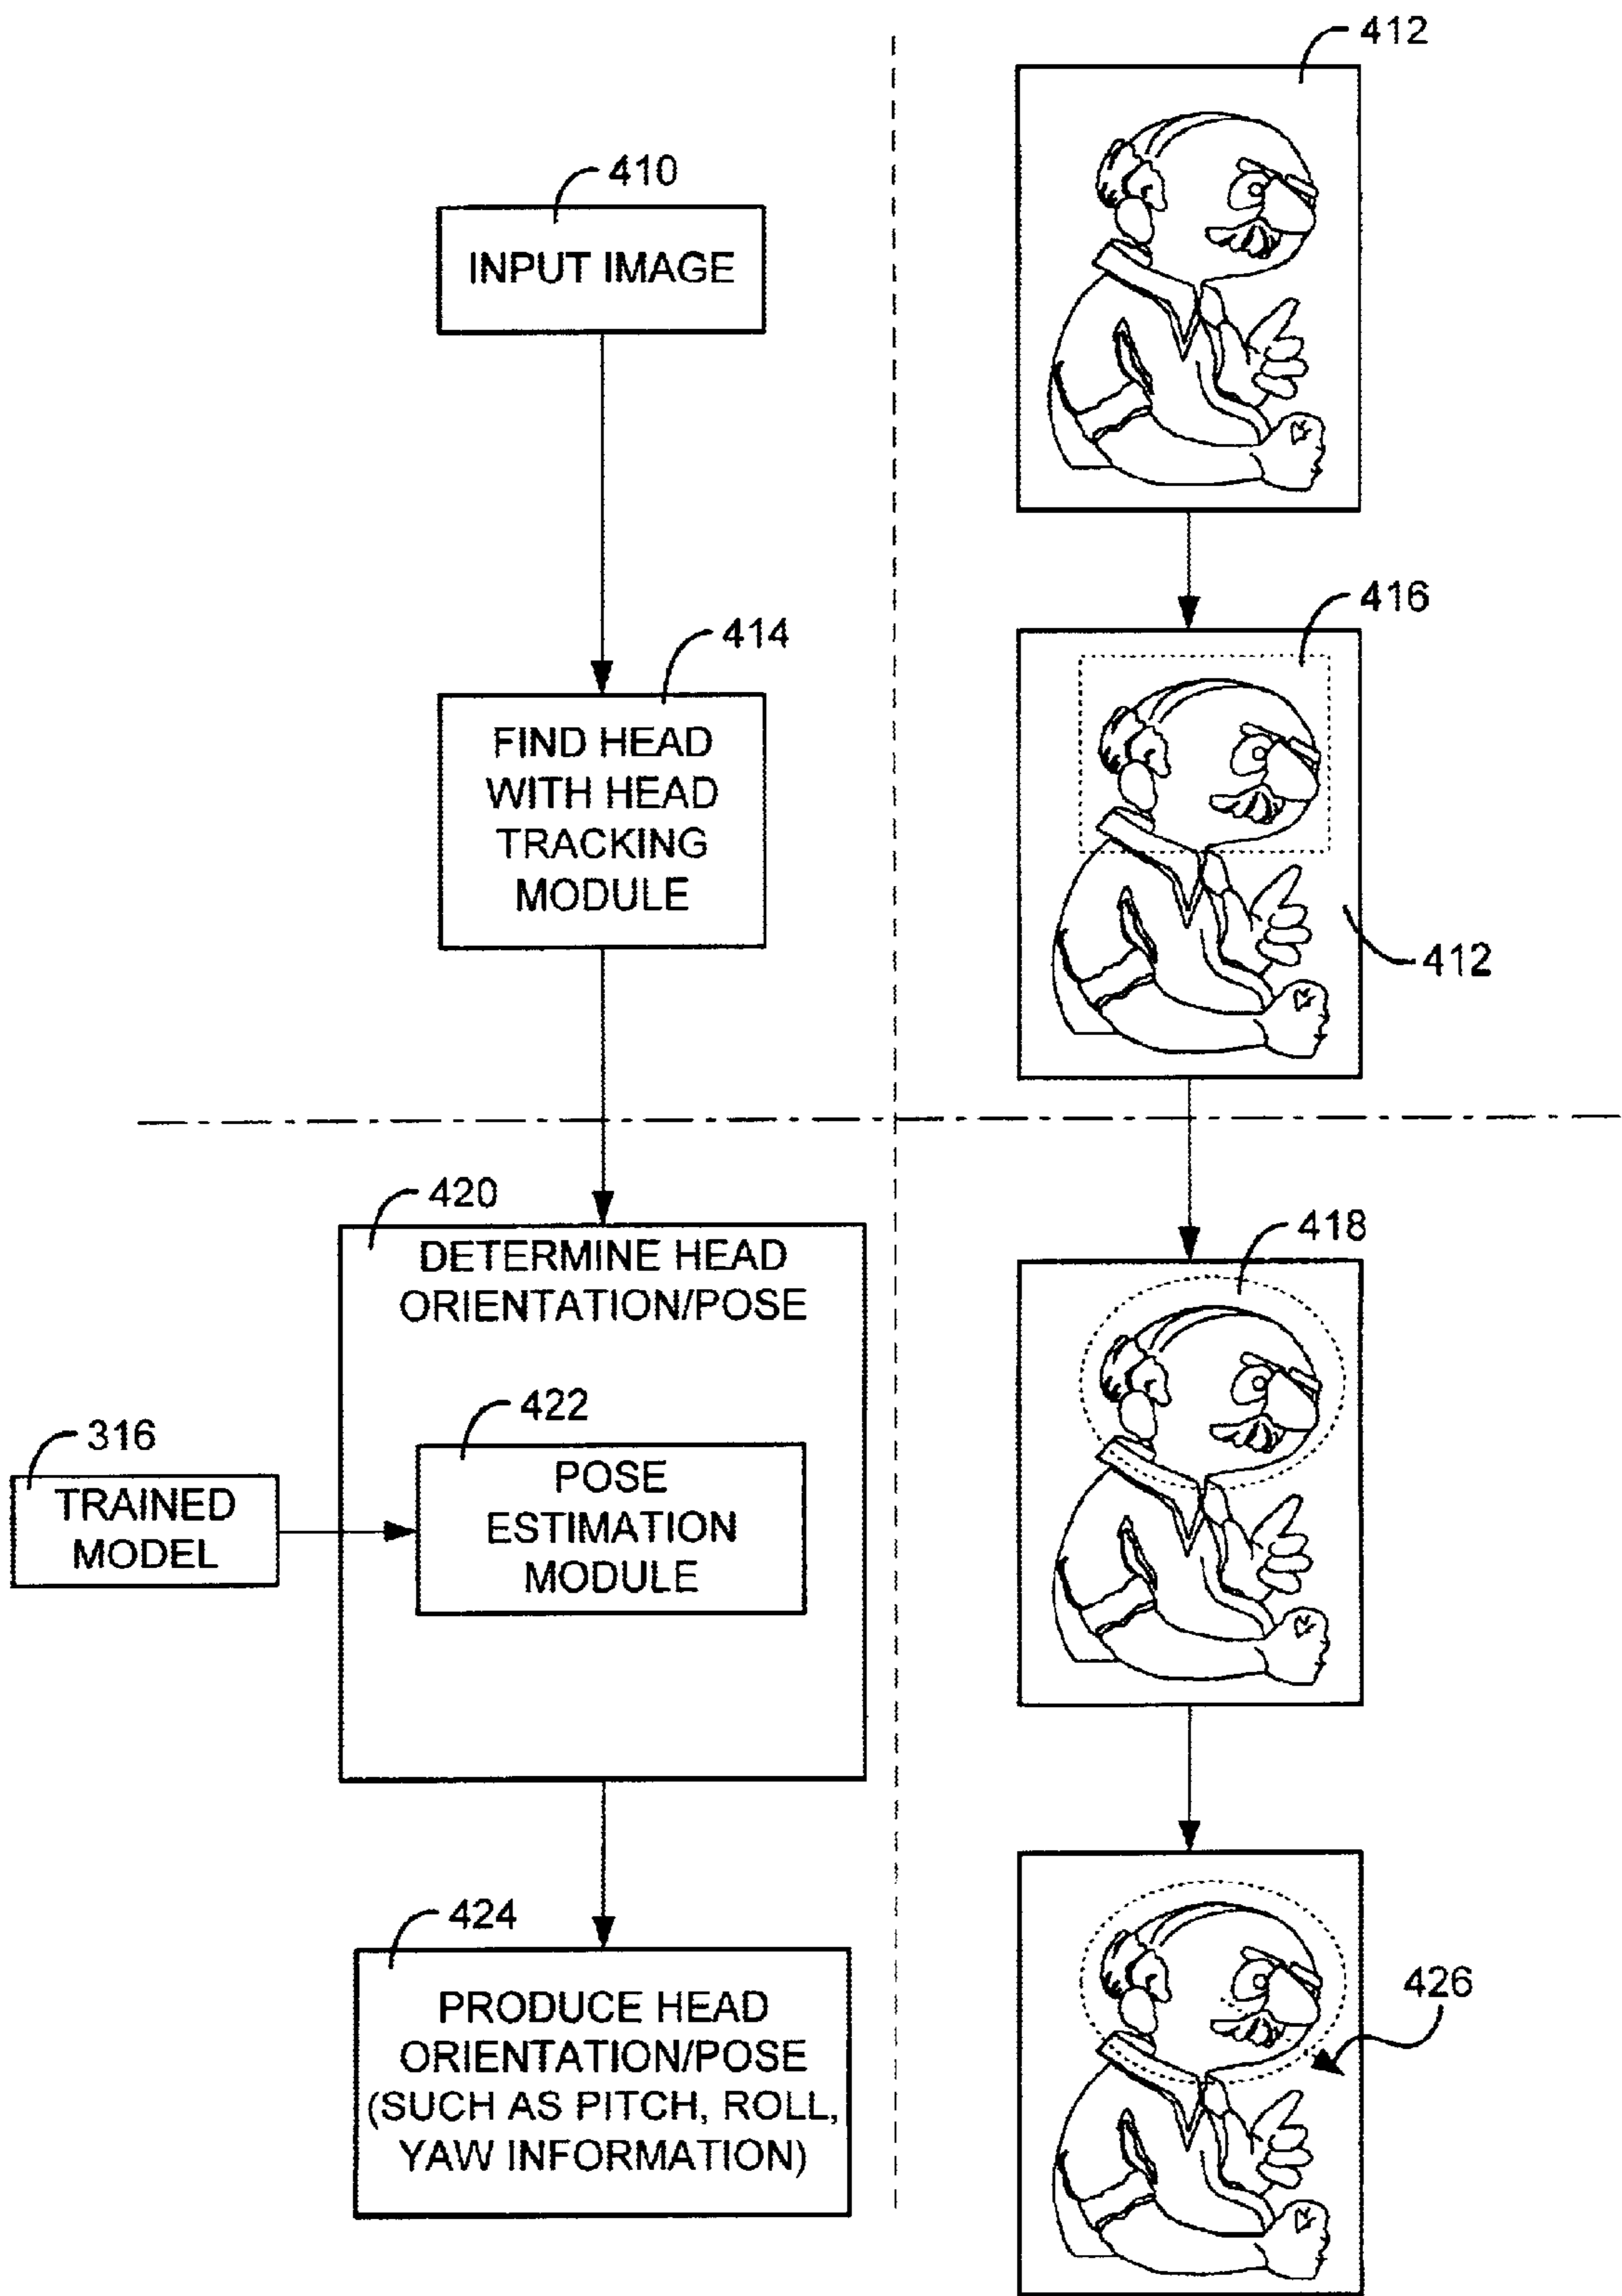 412
410
INPUT IMAGE
416
414
FIND HEAD
WITH HEAD
TRACKING
MODULE
412
420
DETERMINE HEAD
ORIENTATION/POSE
418
422
POSE
ESTIMATION
MODULE
316
TRAINED
MODEL
424
PRODUCE HEAD
ORIENTATION/POSE
(SUCH AS PITCH, ROLL,
YAW INFORMATION)
426